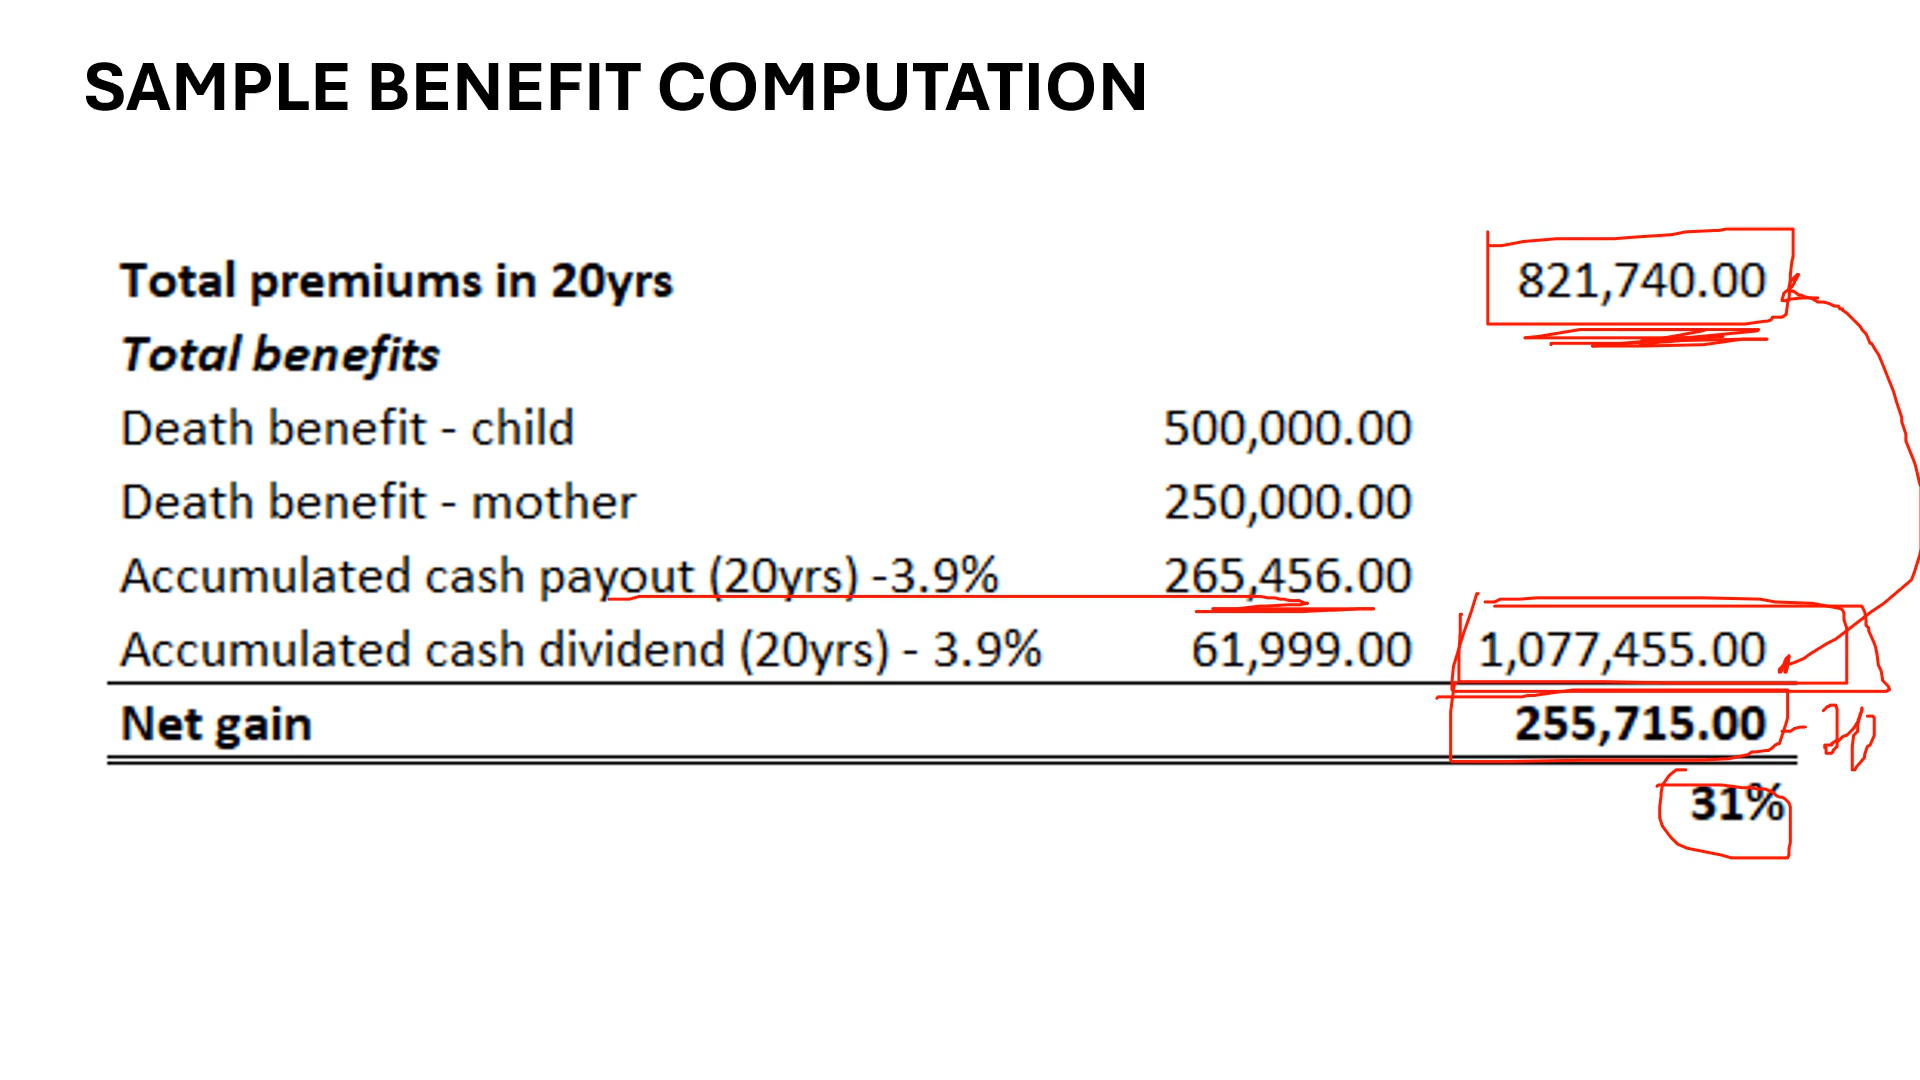 SAMPLE BENEFIT COMPUTATION
Total premiums in 20yrs 821,740.00
Total benefits
Death benefit - child 500,000.00
Death benefit - mother 250,000.00
Accumulated cash payout (20yrs) -3.9% 265,456.00
Accumulated cash dividend (20yrs) - 3.9% 61,999.00 1,077,455.00
Net gain 255,715.00
31%